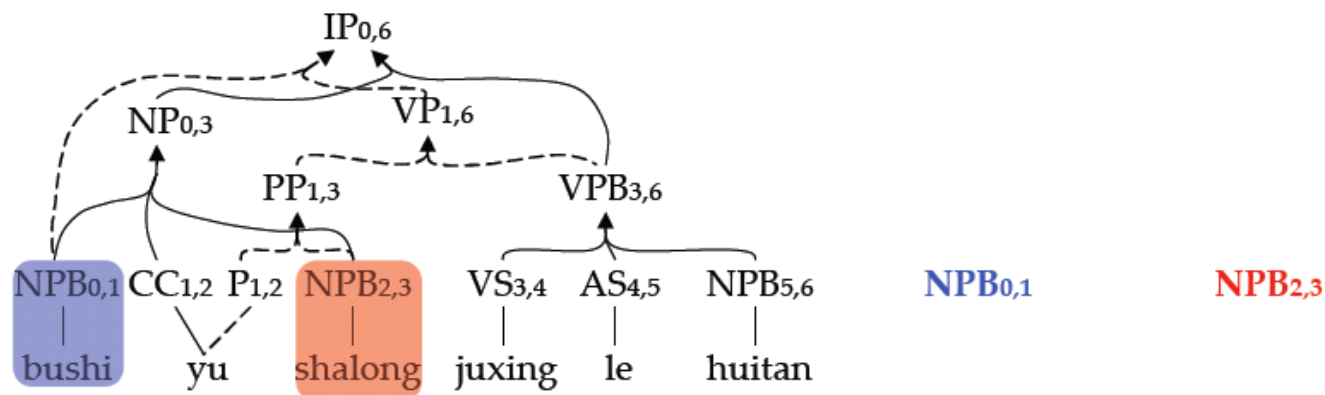 IP0,6
NP0,3 VP1,6
PP1,3 VPB3,6
NPB0,1 CC1,2 P1,2 NPB2,3 VS3,4 AS4,5 NPB5,6 NPB0,1 NPB2,3
bushi yu shalong juxing le huitan